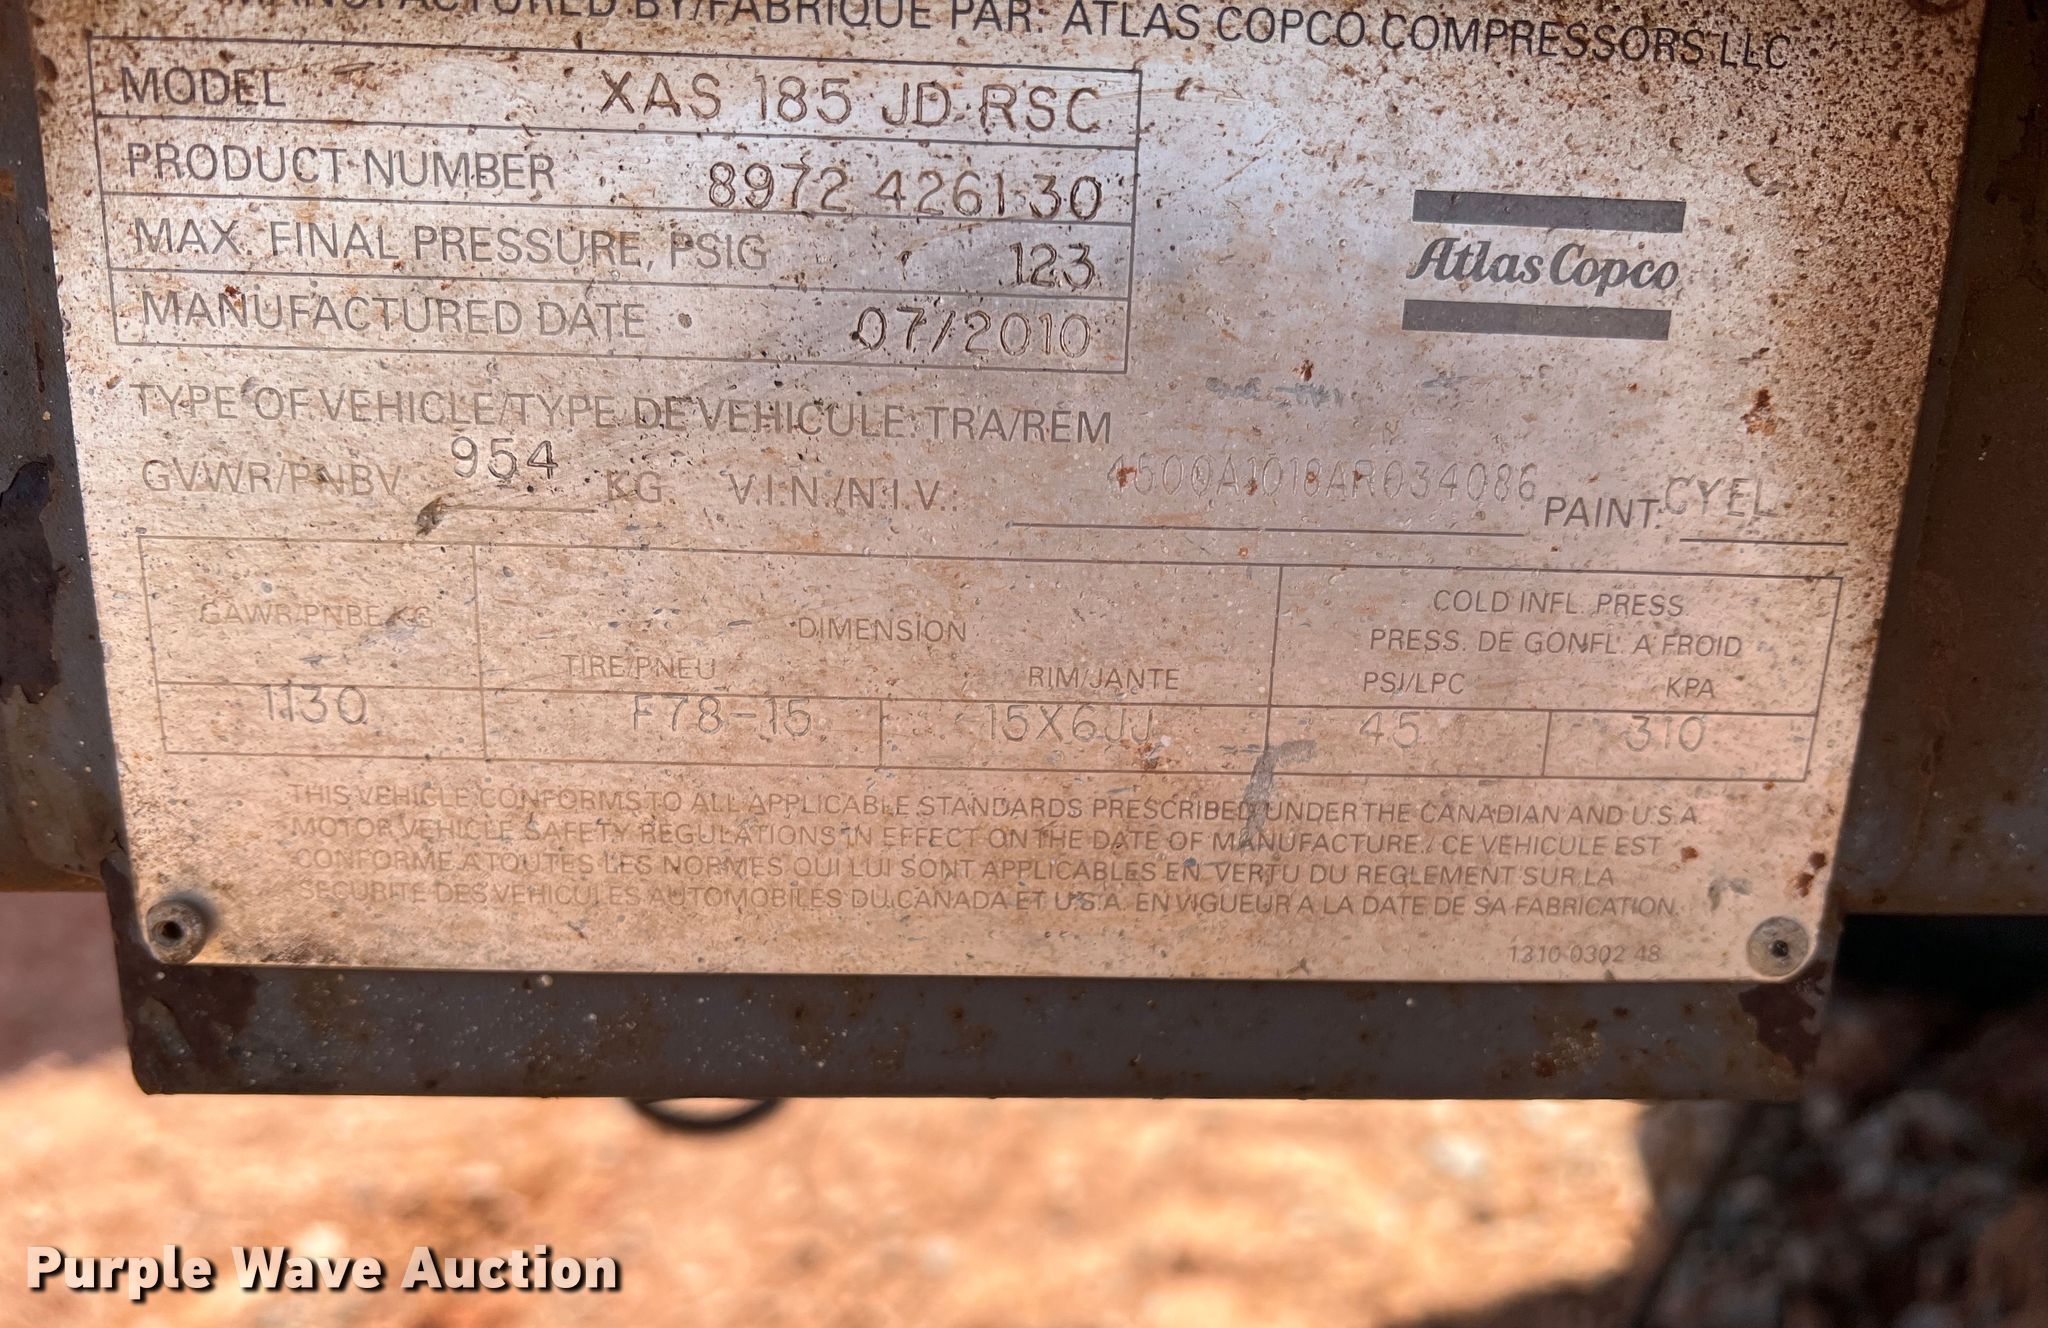 MANUFACTURED BY/FABRIQUE PAR: ATLAS COPCO COMPRESSORS LLC
MODEL XAS 185 JD RSC
PRODUCT NUMBER 8972 4261 30
MAX. FINAL PRESSURE, PSIG 123
MANUFACTURED DATE 07/2010
Atlas Copco
TYPE OF VEHICLE/TYPE DE VEHICULE: TRA/REM
GVWR/PNBV 954 KG V.I.N./N.I.V.: 4500A1018AR034086 PAINT: CYEL
GAWR/PNBE KG
DIMENSION
COLD INFL. PRESS.
PRESS. DE GONFL. A FROID
TIRE/PNEU RIM/JANTE PSI/LPC KPA
1130 F78-15 15X6JJ 45 310
THIS VEHICLE CONFORMS TO ALL APPLICABLE STANDARDS PRESCRIBED UNDER THE CANADIAN AND U.S.A.
MOTOR VEHICLE SAFETY REGULATIONS IN EFFECT ON THE DATE OF MANUFACTURE./ CE VEHICULE EST
CONFORME A TOUTES LES NORMES QUI LUI SONT APPLICABLES EN VERTU DU REGLEMENT SUR LA
SECURITE DES VEHICULES AUTOMOBILES DU CANADA ET U.S.A. EN VIGUEUR A LA DATE DE SA FABRICATION.
1310 0302 48
Purple Wave Auction